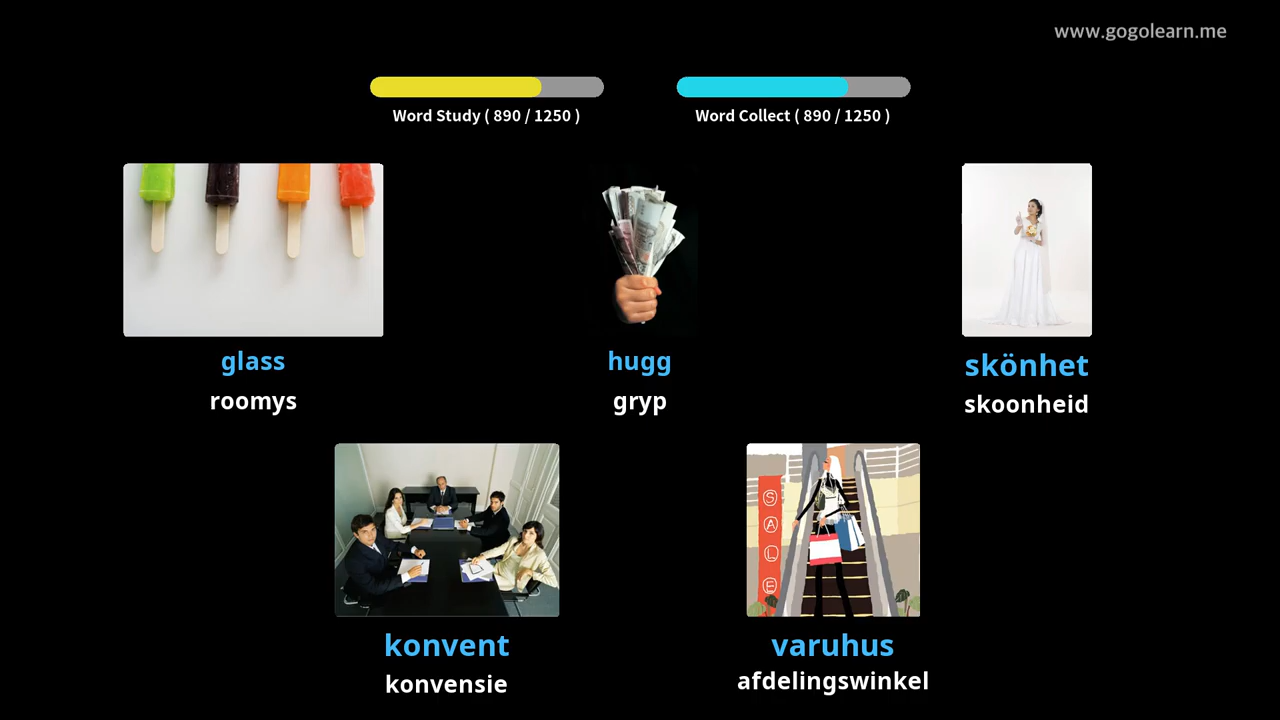 www.gogolearn.me
Word Study ( 890 / 1250 )
Word Collect ( 890 / 1250 )
glass
roomys
hugg
gryp
skönhet
skoonheid
SALE
konvent
konvensie
varuhus
afdelingswinkel